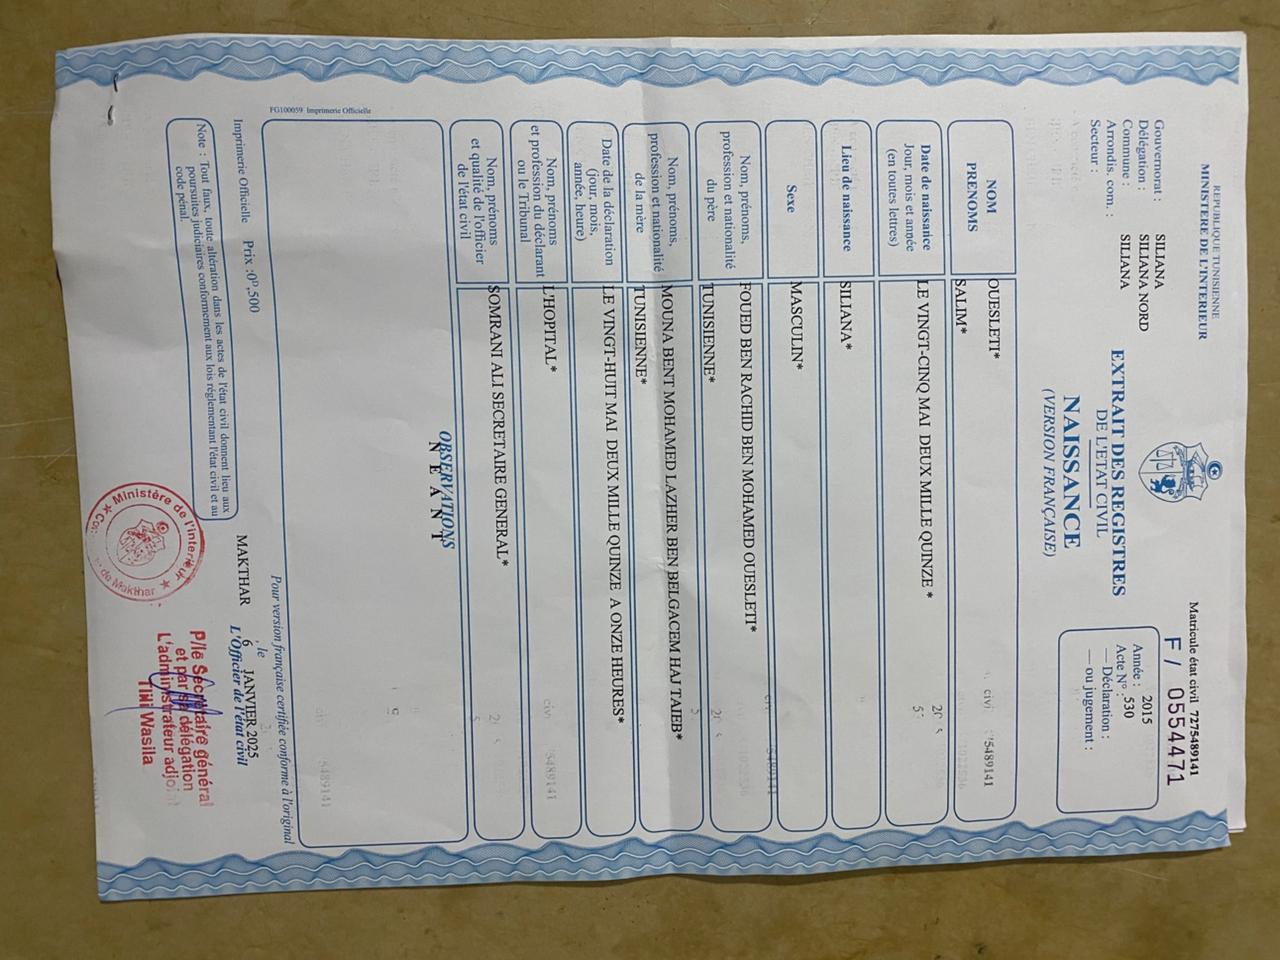 REPUBLIQUE TUNISIENNE
MINISTERE DE L'INTERIEUR
Gouvernorat : SILIANA
Délégation : SILIANA NORD
Commune : SILIANA
Arrondis. com. :
Secteur :
EXTRAIT DES REGISTRES
DE L'ETAT CIVIL
NAISSANCE
(VERSION FRANÇAISE)
Matricule état civil 7275489141
F / 0554471
Année : 2015
Acte N° : 530
— Déclaration :
— ou jugement :
NOM OUESLETI*
PRENOMS SALIM*
Date de naissance
Jour, mois et année
(en toutes lettres)
LE VINGT-CINQ MAI DEUX MILLE QUINZE *
Lieu de naissance SILIANA*
Sexe MASCULIN*
Nom, prénoms,
profession et nationalité
du père
FOUED BEN RACHID BEN MOHAMED OUESLETI*
TUNISIENNE*
Nom, prénoms,
profession et nationalité
de la mère
MOUNA BENT MOHAMED LAZHER BEN BELGACEM HAJ TAIEB*
TUNISIENNE*
Date de la déclaration
(jour, mois,
année, heure)
LE VINGT-HUIT MAI DEUX MILLE QUINZE A ONZE HEURES*
Nom, prénoms
et profession du déclarant
ou le Tribunal
L'HOPITAL*
Nom, prénoms
et qualité de l'officier
de l'état civil
SOMRANI ALI SECRETAIRE GENERAL*
OBSERVATIONS
N E A N T
FG100059 Imprimerie Officielle
Pour version française certifiée conforme à l'original
MAKTHAR , le 6 JANVIER 2025
L'Officier de l'état civil
Imprimerie Officielle Prix :0ᴰ,500
Note : Tout faux, toute altération dans les actes de l'état civil donnent lieu aux
poursuites judiciaires conformement aux lois réglementant l'état civil et au
code pénal.
Ministère de l'interieur
de Makthar
P/le Secrétaire général
et par sa délégation
L'administrateur adjoint
Tlili Wasila